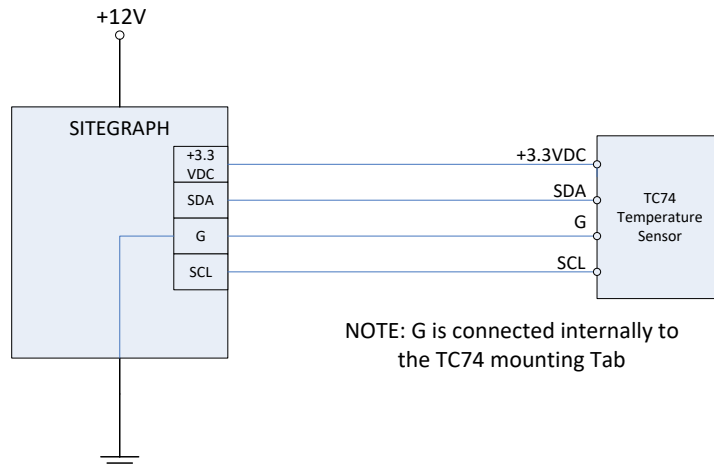 +12V
SITEGRAPH
+3.3
VDC
SDA
G
SCL
+3.3VDC
SDA
G
SCL
TC74
Temperature
Sensor
NOTE: G is connected internally to
the TC74 mounting Tab